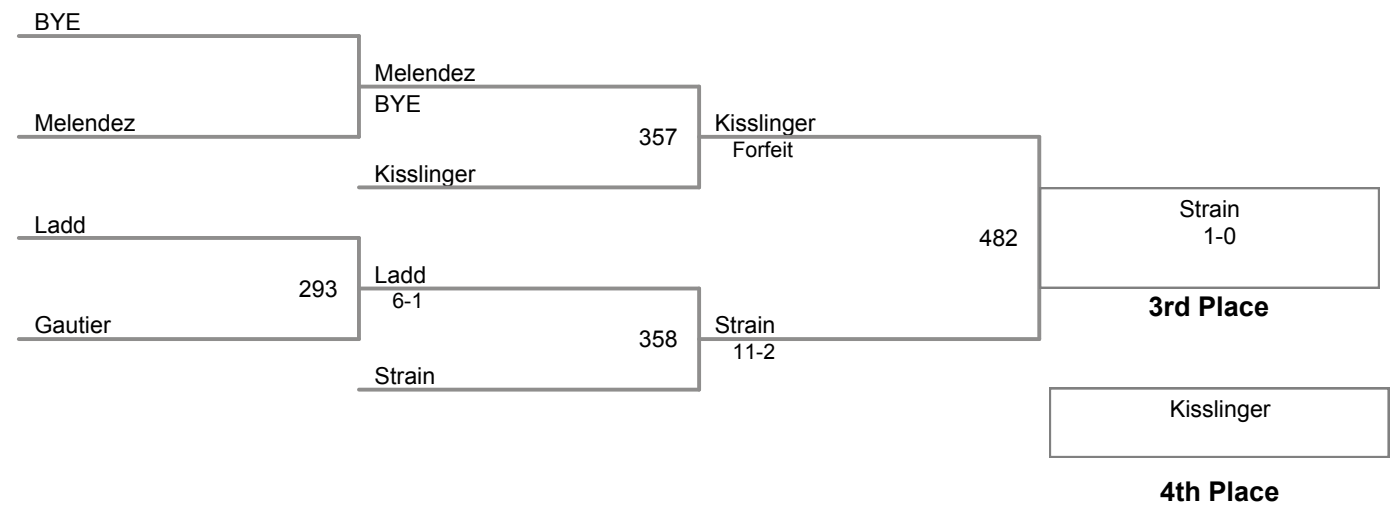 BYE
Melendez
Melendez
BYE
357
Kisslinger
Kisslinger
Forfeit
Ladd
Gautier
293
Ladd
6-1
358
Strain
Strain
11-2
482
Strain
1-0
3rd Place
Kisslinger
4th Place